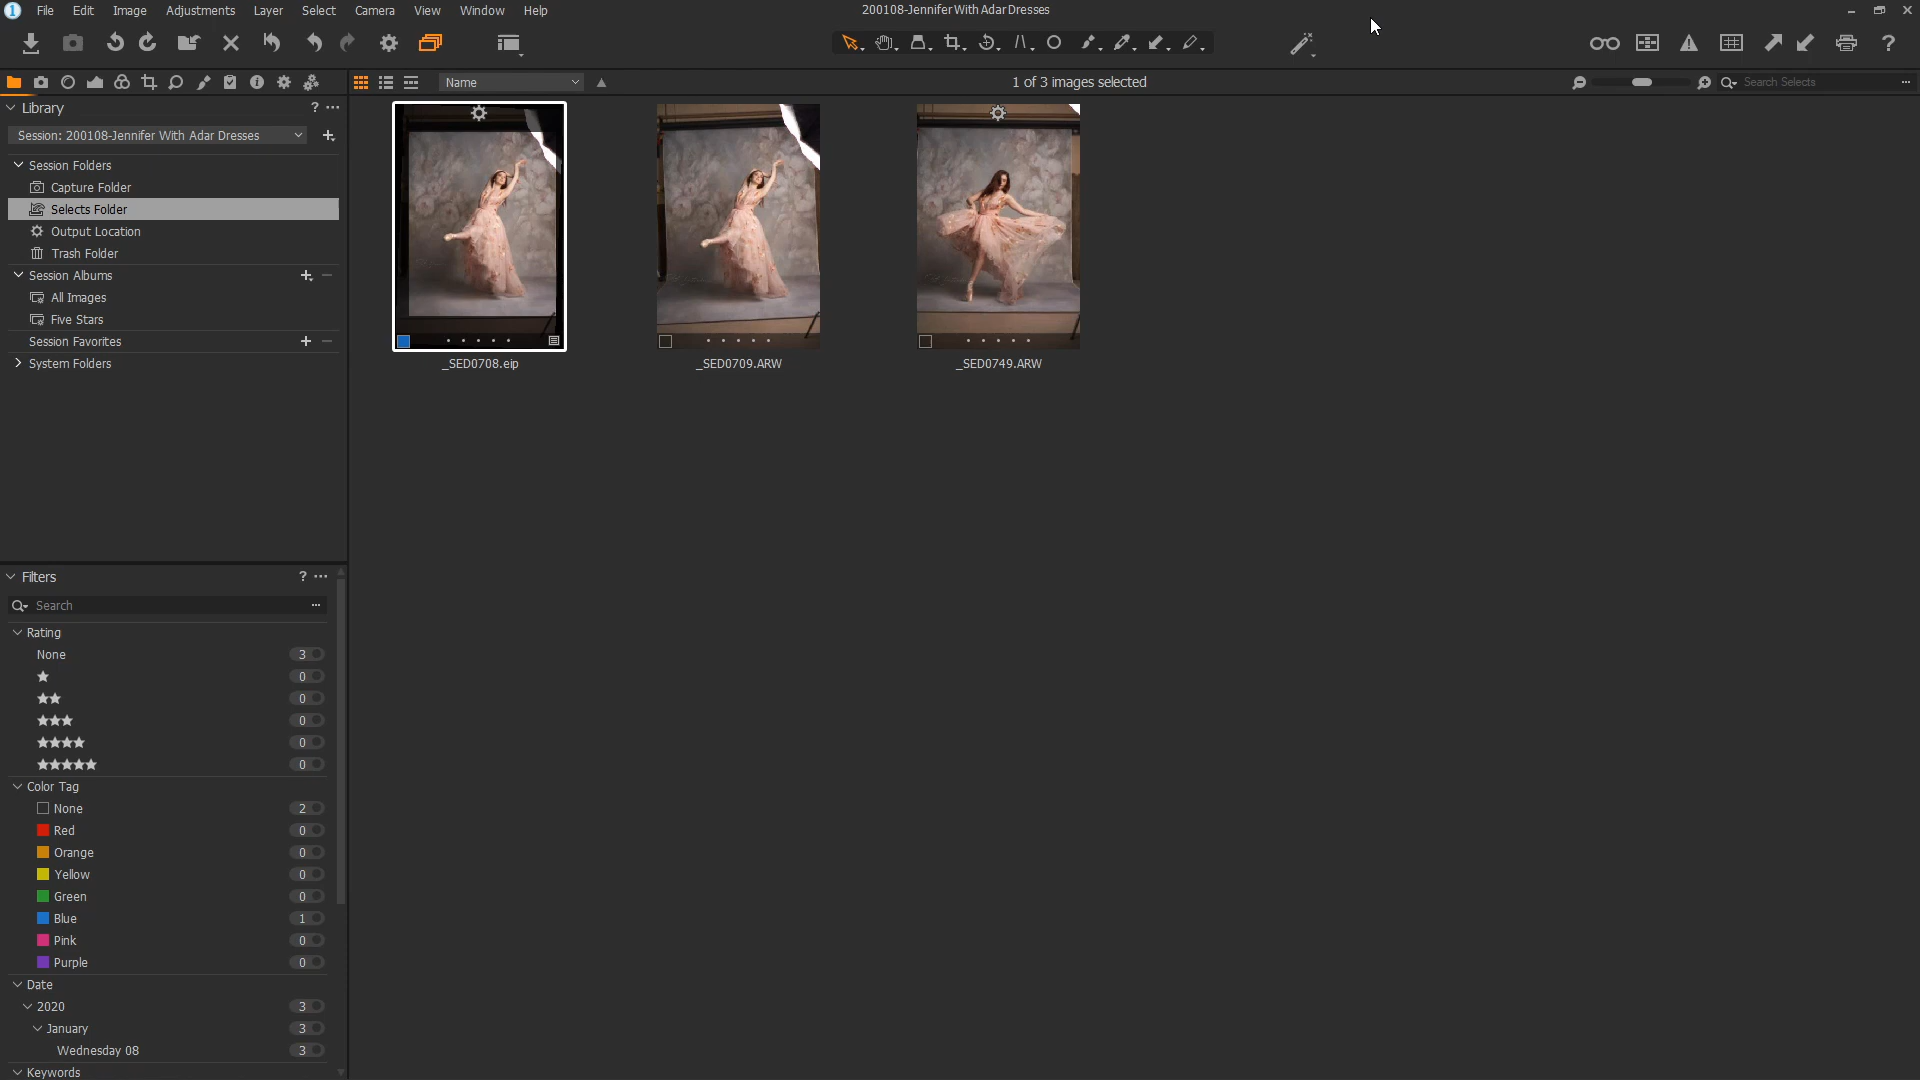 File Edit Image Adjustments Layer Select Camera View Window Help
200108-Jennifer With Adar Dresses
Name
1 of 3 images selected
Search Selects
Library
Session: 200108-Jennifer With Adar Dresses
Session Folders
Capture Folder
Selects Folder
Output Location
Trash Folder
Session Albums
All Images
Five Stars
Session Favorites
System Folders
_SED0708.eip
_SED0709.ARW
_SED0749.ARW
Filters
Search
Rating
None 3
0
0
0
0
0
Color Tag
None 2
Red 0
Orange 0
Yellow 0
Green 0
Blue 1
Pink 0
Purple 0
Date
2020 3
January 3
Wednesday 08 3
Keywords